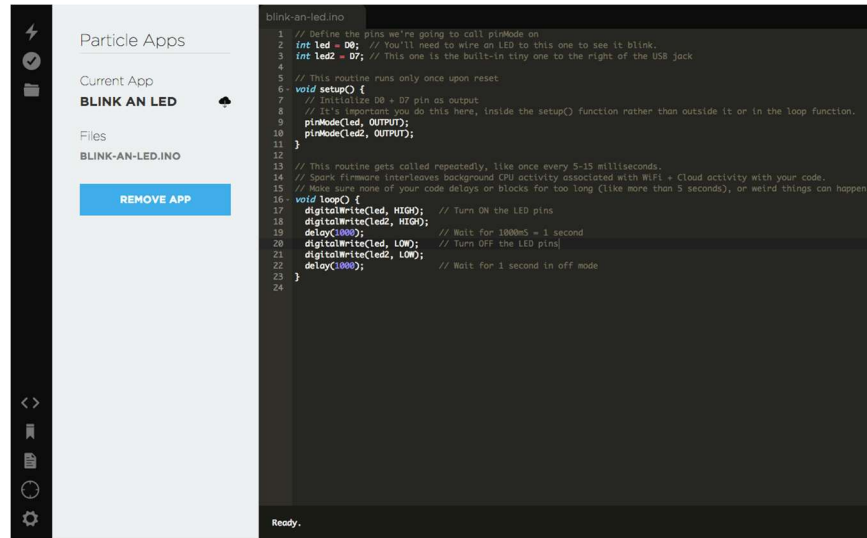 Particle Apps
Current App
BLINK AN LED
Files
BLINK-AN-LED.INO
REMOVE APP
blink-an-led.ino
1 // Define the pins we're going to call pinMode on
2 int led = D0; // You'll need to wire an LED to this one to see it blink.
3 int led2 = D7; // This one is the built-in tiny one to the right of the USB jack
4
5 // This routine runs only once upon reset
6 void setup() {
7 // Initialize D0 + D7 pin as output
8 // It's important you do this here, inside the setup() function rather than outside it or in the loop function.
9 pinMode(led, OUTPUT);
10 pinMode(led2, OUTPUT);
11 }
12
13 // This routine gets called repeatedly, like once every 5-15 milliseconds.
14 // Spark firmware interleaves background CPU activity associated with WiFi + Cloud activity with your code.
15 // Make sure none of your code delays or blocks for too long (like more than 5 seconds), or weird things can happen
16 void loop() {
17 digitalWrite(led, HIGH); // Turn ON the LED pins
18 digitalWrite(led2, HIGH);
19 delay(1000); // Wait for 1000mS = 1 second
20 digitalWrite(led, LOW); // Turn OFF the LED pins
21 digitalWrite(led2, LOW);
22 delay(1000); // Wait for 1 second in off mode
23 }
24
Ready.